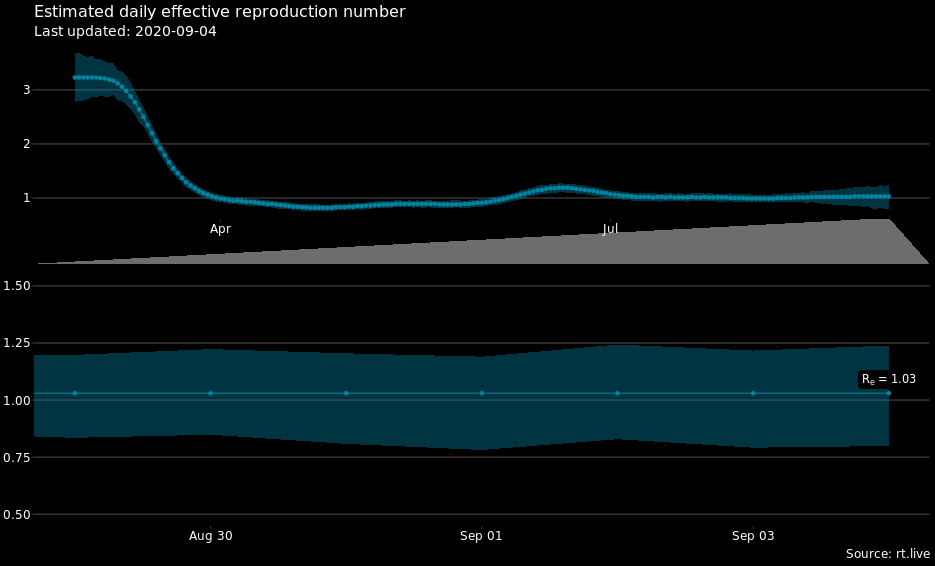 Estimated daily effective reproduction number
Last updated: 2020-09-04
3
2
1
Apr Jul
1.50
1.25
Re = 1.03
1.00
0.75
0.50
Aug 30 Sep 01 Sep 03
Source: rt.live